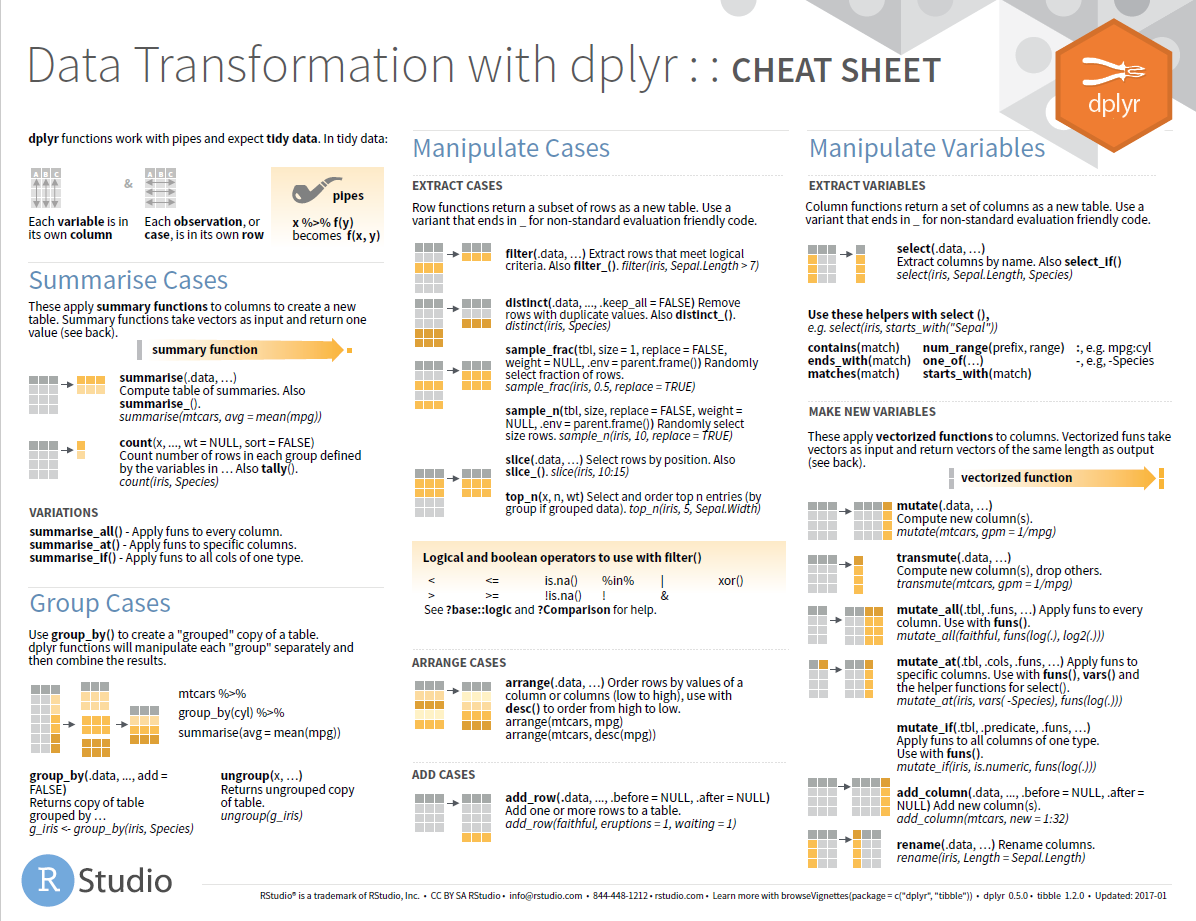 Data Transformation with dplyr : : CHEAT SHEET
dplyr
dplyr functions work with pipes and expect tidy data. In tidy data:
A B C
&
A B C
pipes
Each variable is in
its own column
Each observation, or
case, is in its own row
x %>% f(y)
becomes f(x, y)
Summarise Cases
These apply summary functions to columns to create a new
table. Summary functions take vectors as input and return one
value (see back).
summary function
summarise(.data, …)
Compute table of summaries. Also
summarise_().
summarise(mtcars, avg = mean(mpg))
count(x, ..., wt = NULL, sort = FALSE)
Count number of rows in each group defined
by the variables in … Also tally().
count(iris, Species)
VARIATIONS
summarise_all() - Apply funs to every column.
summarise_at() - Apply funs to specific columns.
summarise_if() - Apply funs to all cols of one type.
Group Cases
Use group_by() to create a "grouped" copy of a table.
dplyr functions will manipulate each "group" separately and
then combine the results.
mtcars %>%
group_by(cyl) %>%
summarise(avg = mean(mpg))
group_by(.data, ..., add =
FALSE)
Returns copy of table
grouped by …
g_iris <- group_by(iris, Species)
ungroup(x, …)
Returns ungrouped copy
of table.
ungroup(g_iris)
Manipulate Cases
EXTRACT CASES
Row functions return a subset of rows as a new table. Use a
variant that ends in _ for non-standard evaluation friendly code.
filter(.data, …) Extract rows that meet logical
criteria. Also filter_(). filter(iris, Sepal.Length > 7)
distinct(.data, ..., .keep_all = FALSE) Remove
rows with duplicate values. Also distinct_().
distinct(iris, Species)
sample_frac(tbl, size = 1, replace = FALSE,
weight = NULL, .env = parent.frame()) Randomly
select fraction of rows.
sample_frac(iris, 0.5, replace = TRUE)
sample_n(tbl, size, replace = FALSE, weight =
NULL, .env = parent.frame()) Randomly select
size rows. sample_n(iris, 10, replace = TRUE)
slice(.data, …) Select rows by position. Also
slice_(). slice(iris, 10:15)
top_n(x, n, wt) Select and order top n entries (by
group if grouped data). top_n(iris, 5, Sepal.Width)
Logical and boolean operators to use with filter()
< <= is.na() %in% | xor()
> >= !is.na() ! &
See ?base::logic and ?Comparison for help.
ARRANGE CASES
arrange(.data, …) Order rows by values of a
column or columns (low to high), use with
desc() to order from high to low.
arrange(mtcars, mpg)
arrange(mtcars, desc(mpg))
ADD CASES
add_row(.data, ..., .before = NULL, .after = NULL)
Add one or more rows to a table.
add_row(faithful, eruptions = 1, waiting = 1)
Manipulate Variables
EXTRACT VARIABLES
Column functions return a set of columns as a new table. Use a
variant that ends in _ for non-standard evaluation friendly code.
select(.data, …)
Extract columns by name. Also select_if()
select(iris, Sepal.Length, Species)
Use these helpers with select (),
e.g. select(iris, starts_with("Sepal"))
contains(match) num_range(prefix, range) :, e.g. mpg:cyl
ends_with(match) one_of(…) -, e.g, -Species
matches(match) starts_with(match)
MAKE NEW VARIABLES
These apply vectorized functions to columns. Vectorized funs take
vectors as input and return vectors of the same length as output
(see back).
vectorized function
mutate(.data, …)
Compute new column(s).
mutate(mtcars, gpm = 1/mpg)
transmute(.data, …)
Compute new column(s), drop others.
transmute(mtcars, gpm = 1/mpg)
mutate_all(.tbl, .funs, …) Apply funs to every
column. Use with funs().
mutate_all(faithful, funs(log(.), log2(.)))
mutate_at(.tbl, .cols, .funs, …) Apply funs to
specific columns. Use with funs(), vars() and
the helper functions for select().
mutate_at(iris, vars( -Species), funs(log(.)))
mutate_if(.tbl, .predicate, .funs, …)
Apply funs to all columns of one type.
Use with funs().
mutate_if(iris, is.numeric, funs(log(.)))
add_column(.data, ..., .before = NULL, .after =
NULL) Add new column(s).
add_column(mtcars, new = 1:32)
rename(.data, …) Rename columns.
rename(iris, Length = Sepal.Length)
R Studio
RStudio® is a trademark of RStudio, Inc. • CC BY SA RStudio • info@rstudio.com • 844-448-1212 • rstudio.com • Learn more with browseVignettes(package = c("dplyr", "tibble")) • dplyr 0.5.0 • tibble 1.2.0 • Updated: 2017-01